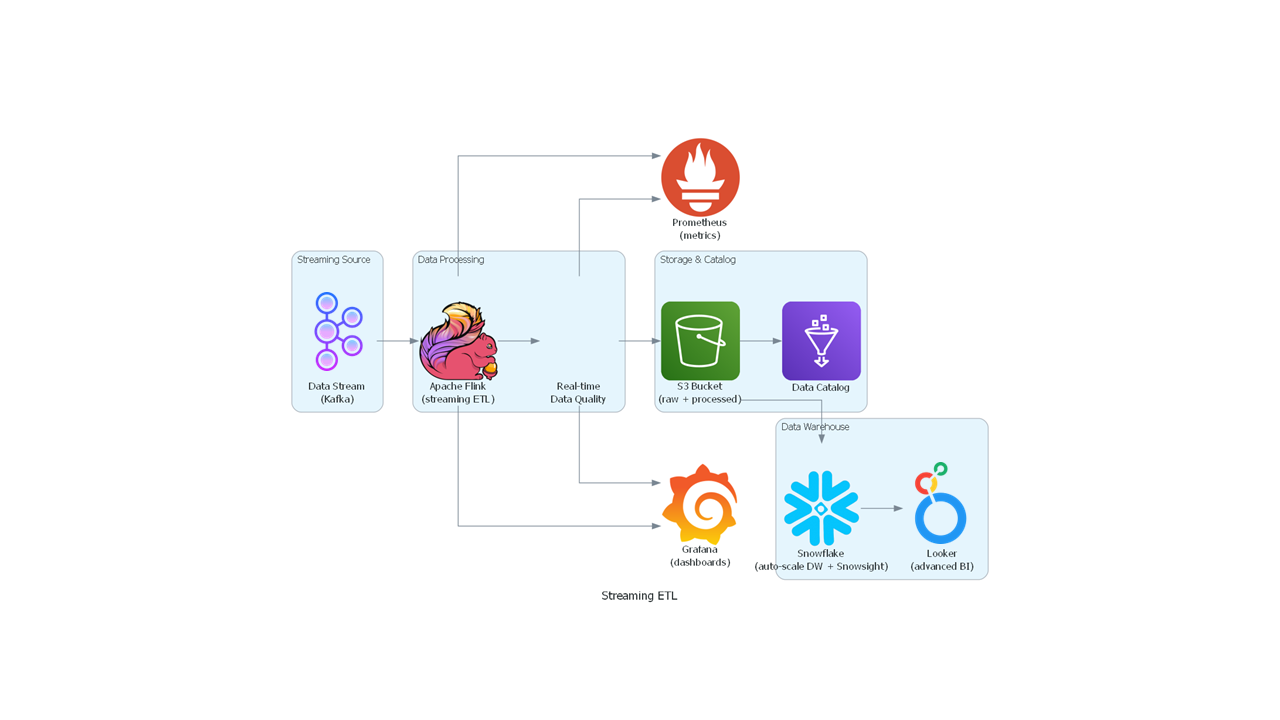 Prometheus
(metrics)
Streaming Source
Data Processing
Storage & Catalog
Data Stream
(Kafka)
Apache Flink
(streaming ETL)
Real-time
Data Quality
S3 Bucket
(raw + processed)
Data Catalog
Data Warehouse
Grafana
(dashboards)
Snowflake
(auto-scale DW + Snowsight)
Looker
(advanced BI)
Streaming ETL